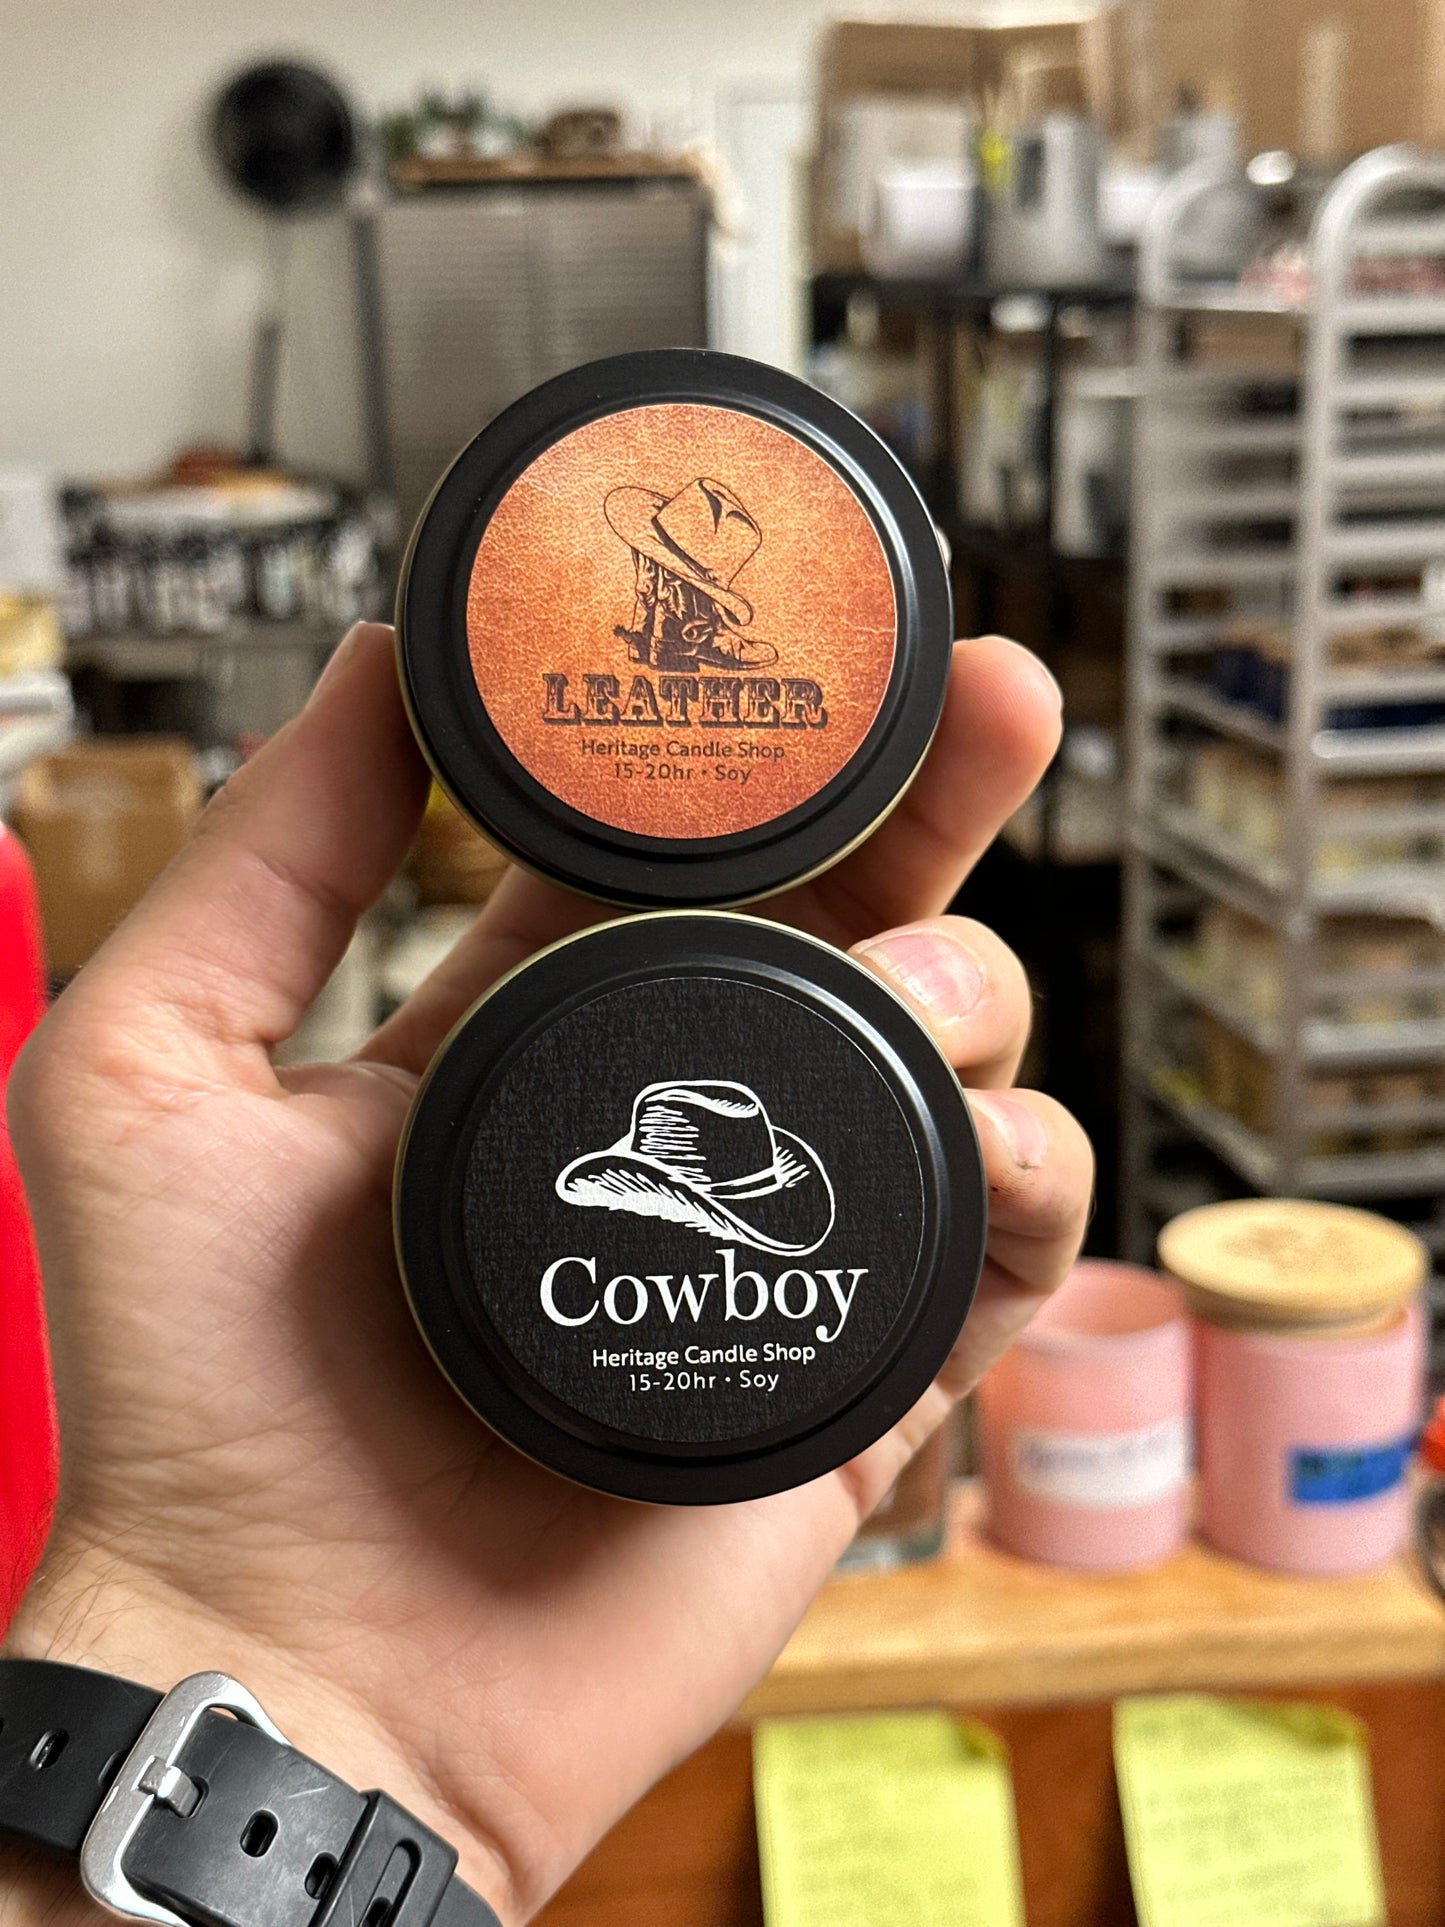 LEATHER
Heritage Candle Shop
15-20hr • Soy
Cowboy
Heritage Candle Shop
15-20hr • Soy